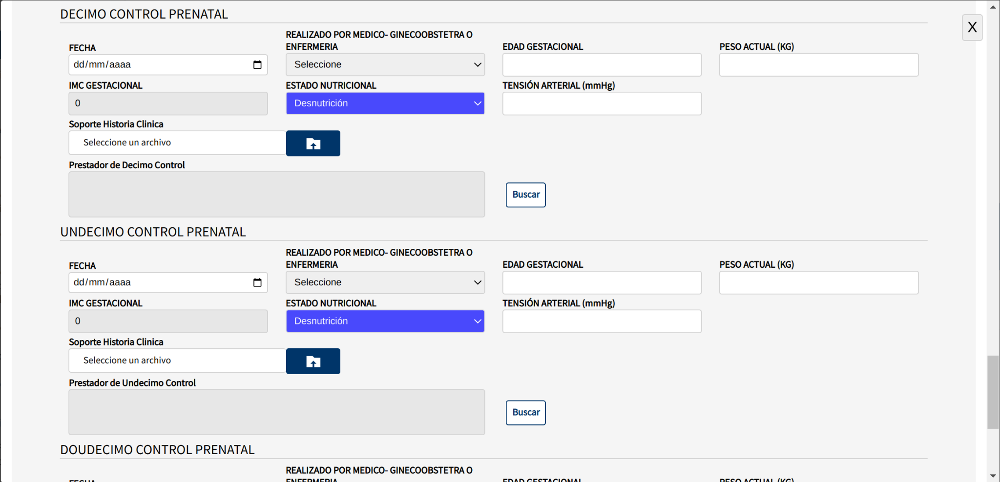 DECIMO CONTROL PRENATAL
X
FECHA
REALIZADO POR MEDICO- GINECOOBSTETRA O
ENFERMERIA
EDAD GESTACIONAL
PESO ACTUAL (KG)
dd/mm/aaaa
Seleccione
IMC GESTACIONAL
ESTADO NUTRICIONAL
TENSIÓN ARTERIAL (mmHg)
0
Desnutrición
Soporte Historia Clinica
Seleccione un archivo
Prestador de Decimo Control
Buscar
UNDECIMO CONTROL PRENATAL
FECHA
REALIZADO POR MEDICO- GINECOOBSTETRA O
ENFERMERIA
EDAD GESTACIONAL
PESO ACTUAL (KG)
dd/mm/aaaa
Seleccione
IMC GESTACIONAL
ESTADO NUTRICIONAL
TENSIÓN ARTERIAL (mmHg)
0
Desnutrición
Soporte Historia Clinica
Seleccione un archivo
Prestador de Undecimo Control
Buscar
DOUDECIMO CONTROL PRENATAL
FECHA
REALIZADO POR MEDICO- GINECOOBSTETRA O
ENFERMERIA
EDAD GESTACIONAL
PESO ACTUAL (KG)